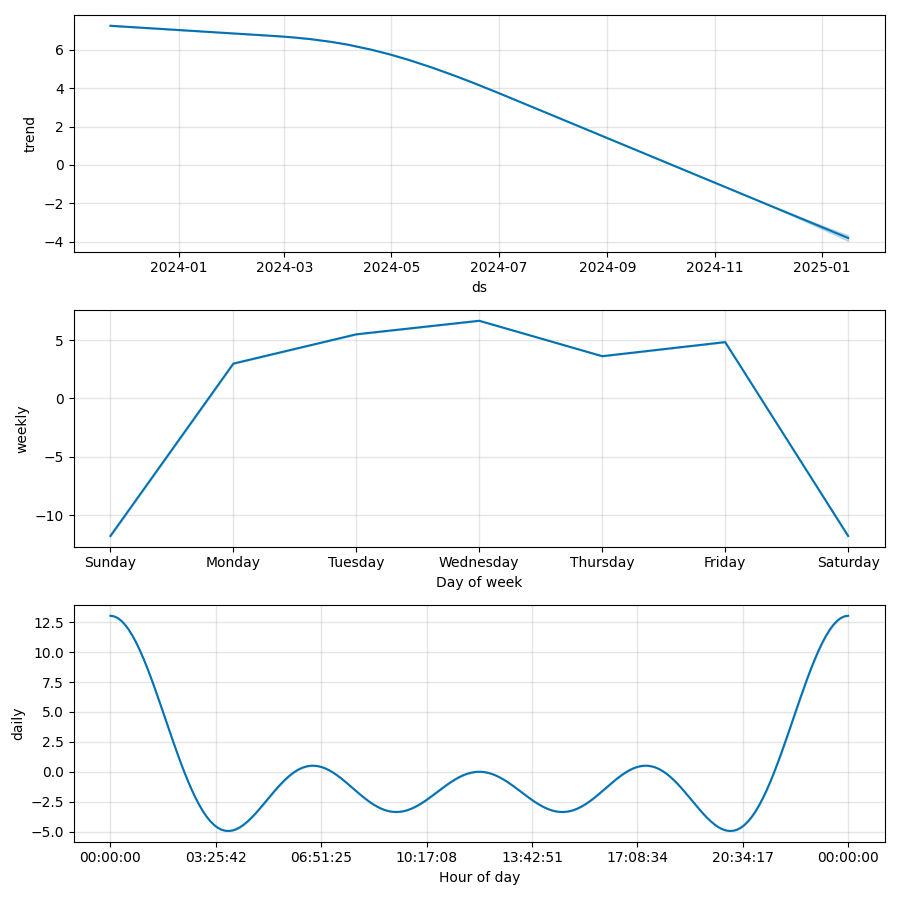 6
4
2
0
−2
−4
trend
2024-01 2024-03 2024-05 2024-07 2024-09 2024-11 2025-01
ds
5
0
−5
−10
weekly
Sunday Monday Tuesday Wednesday Thursday Friday Saturday
Day of week
12.5
10.0
7.5
5.0
2.5
0.0
−2.5
−5.0
daily
00:00:00 03:25:42 06:51:25 10:17:08 13:42:51 17:08:34 20:34:17 00:00:00
Hour of day